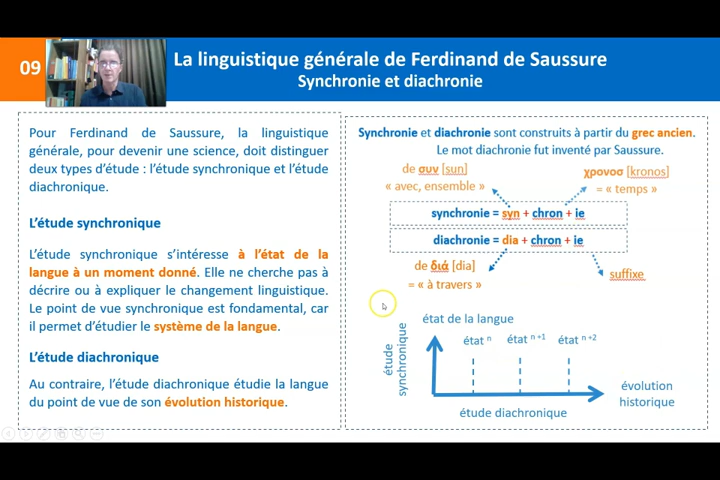 09
La linguistique générale de Ferdinand de Saussure
Synchronie et diachronie
Pour Ferdinand de Saussure, la linguistique
générale, pour devenir une science, doit distinguer
deux types d'étude : l'étude synchronique et l'étude
diachronique.
L'étude synchronique
L'étude synchronique s'intéresse à l'état de la
langue à un moment donné. Elle ne cherche pas à
décrire ou à expliquer le changement linguistique.
Le point de vue synchronique est fondamental, car
il permet d'étudier le système de la langue.
L'étude diachronique
Au contraire, l'étude diachronique étudie la langue
du point de vue de son évolution historique.
Synchronie et diachronie sont construits à partir du grec ancien.
Le mot diachronie fut inventé par Saussure.
de συν [sun]
« avec, ensemble »
χρονοσ [kronos]
= « temps »
synchronie = syn + chron + ie
diachronie = dia + chron + ie
de διά [dia]
= « à travers »
suffixe
état de la langue
étude
synchronique
état n
état n+1
état n+2
évolution
historique
étude diachronique